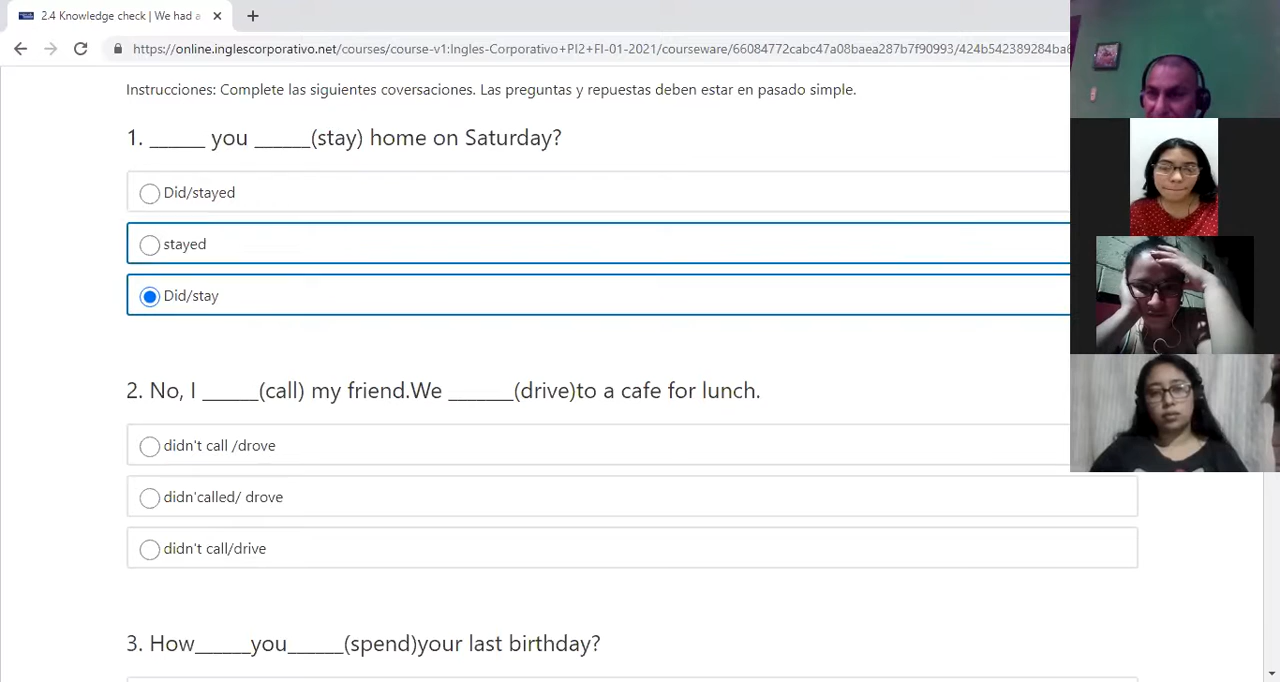 2.4 Knowledge check | We had a
https://online.inglescorporativo.net/courses/course-v1:Ingles-Corporativo+PI2+FI-01-2021/courseware/66084772cabc47a08baea287b7f90993/424b542389284ba6
Instrucciones: Complete las siguientes coversaciones. Las preguntas y repuestas deben estar en pasado simple.
1. ______ you ______(stay) home on Saturday?
Did/stayed
stayed
Did/stay
2. No, I ______(call) my friend.We _______(drive)to a cafe for lunch.
didn't call /drove
didn'called/ drove
didn't call/drive
3. How______you______(spend)your last birthday?